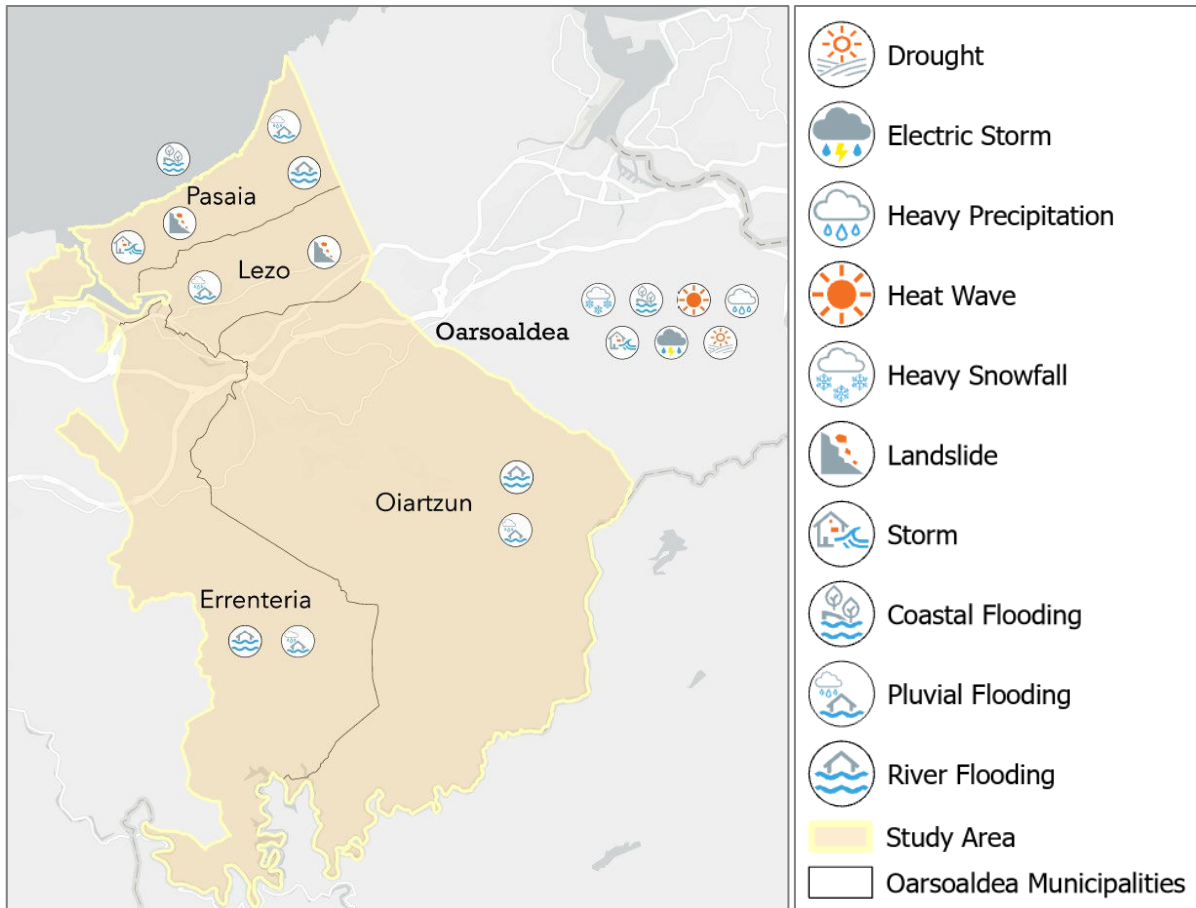 Pasaia
Lezo
Oarsoaldea
Oiartzun
Errenteria
Drought
Electric Storm
Heavy Precipitation
Heat Wave
Heavy Snowfall
Landslide
Storm
Coastal Flooding
Pluvial Flooding
River Flooding
Study Area
Oarsoaldea Municipalities